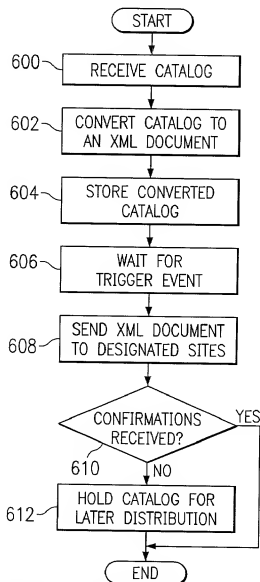 START
600
RECEIVE CATALOG
602
CONVERT CATALOG TO
AN XML DOCUMENT
604
STORE CONVERTED
CATALOG
606
WAIT FOR
TRIGGER EVENT
608
SEND XML DOCUMENT
TO DESIGNATED SITES
CONFIRMATIONS
RECEIVED?
YES
610
NO
612
HOLD CATALOG FOR
LATER DISTRIBUTION
END